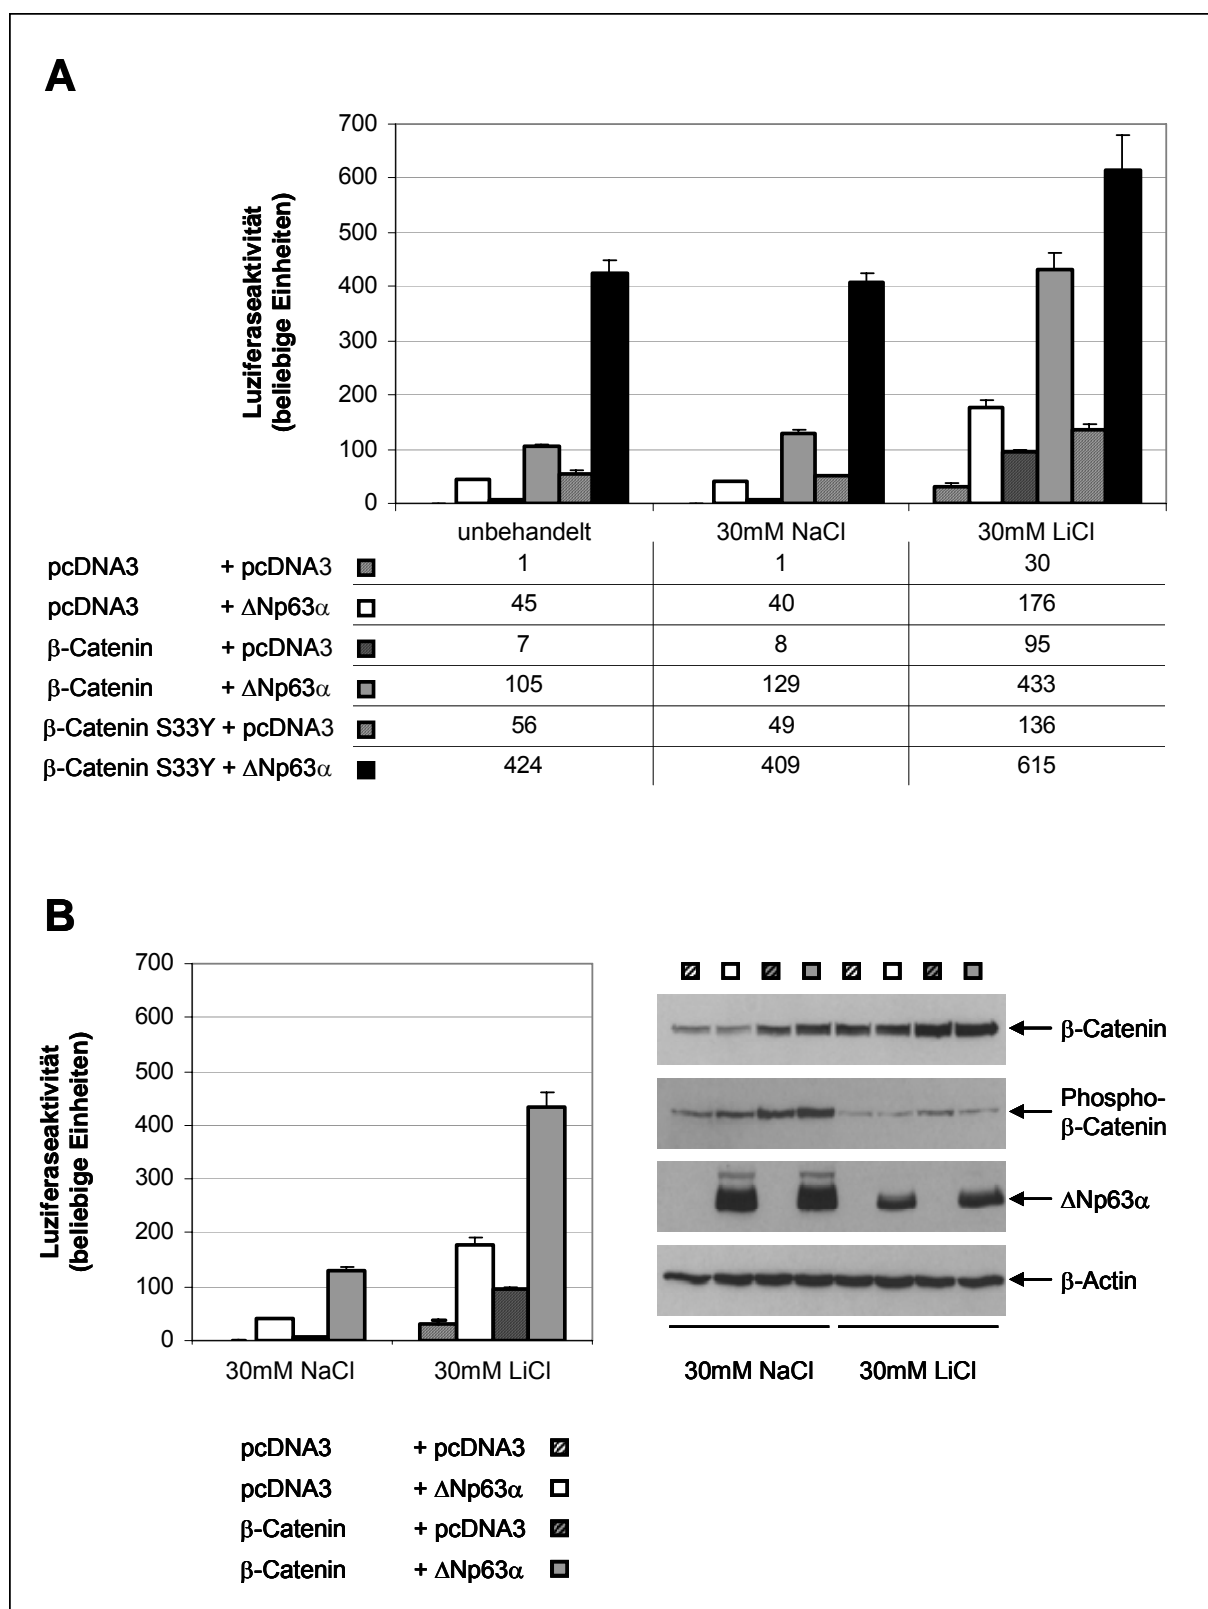 A
Luziferaseaktivität
(beliebige Einheiten)
700
600
500
400
300
200
100
0
unbehandelt 30mM NaCl 30mM LiCl
pcDNA3 + pcDNA3 1 1 30
pcDNA3 + ΔNp63α 45 40 176
β-Catenin + pcDNA3 7 8 95
β-Catenin + ΔNp63α 105 129 433
β-Catenin S33Y + pcDNA3 56 49 136
β-Catenin S33Y + ΔNp63α 424 409 615
B
Luziferaseaktivität
(beliebige Einheiten)
700
600
500
400
300
200
100
0
30mM NaCl 30mM LiCl
β-Catenin
Phospho-
β-Catenin
ΔNp63α
β-Actin
30mM NaCl 30mM LiCl
pcDNA3 + pcDNA3
pcDNA3 + ΔNp63α
β-Catenin + pcDNA3
β-Catenin + ΔNp63α